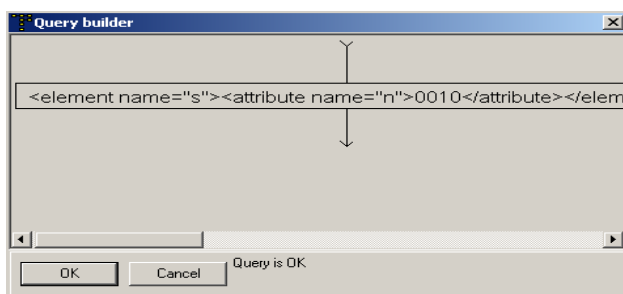 Query builder
<element name="s"><attribute name="n">0010</attribute></elem
OK
Cancel
Query is OK